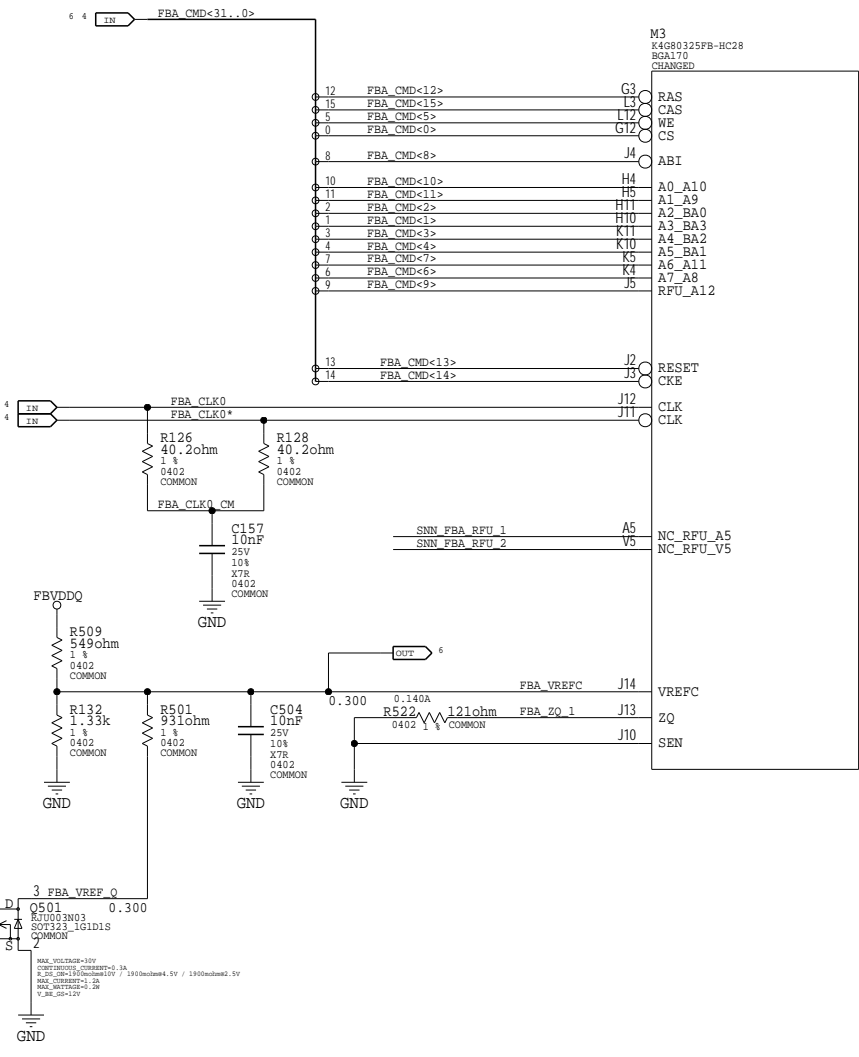 6 4 IN FBA_CMD<31..0>
M3
K4G80325FB-HC28
BGA170
CHANGED
12 FBA_CMD<12> G3 RAS
15 FBA_CMD<15> L3 CAS
5 FBA_CMD<5> L12 WE
0 FBA_CMD<0> G12 CS
8 FBA_CMD<8> J4 ABI
10 FBA_CMD<10> H4 A0_A10
11 FBA_CMD<11> H5 A1_A9
2 FBA_CMD<2> H11 A2_BA0
1 FBA_CMD<1> H10 A3_BA3
3 FBA_CMD<3> K11 A4_BA2
4 FBA_CMD<4> K10 A5_BA1
7 FBA_CMD<7> K5 A6_A11
6 FBA_CMD<6> K4 A7_A8
9 FBA_CMD<9> J5 RFU_A12
13 FBA_CMD<13> J2 RESET
14 FBA_CMD<14> J3 CKE
4 IN FBA_CLK0 J12 CLK
4 IN FBA_CLK0* J11 CLK
R126
40.2ohm
1 %
0402
COMMON
R128
40.2ohm
1 %
0402
COMMON
FBA_CLK0_CM
C157
10nF
25V
10%
X7R
0402
COMMON
GND
SNN_FBA_RFU_1 A5 NC_RFU_A5
SNN_FBA_RFU_2 V5 NC_RFU_V5
FBVDDQ
R509
549ohm
1 %
0402
COMMON
OUT 6
FBA_VREFC J14 VREFC
0.300 0.140A
R132
1.33k
1 %
0402
COMMON
R501
931ohm
1 %
0402
COMMON
C504
10nF
25V
10%
X7R
0402
COMMON
R522 121ohm FBA_ZQ_1 J13 ZQ
0402 1 % COMMON
J10 SEN
GND GND GND
3 FBA_VREF_Q
D Q501 0.300
RJU003N03
SOT323_1G1D1S
COMMON
S 2
MAX_VOLTAGE=30V
CONTINUOUS_CURRENT=0.3A
R_DS_ON=1900mohm@10V / 1900mohm@4.5V / 1900mohm@2.5V
MAX_CURRENT=1.2A
MAX_WATTAGE=0.2W
V_BE_GS=12V
GND